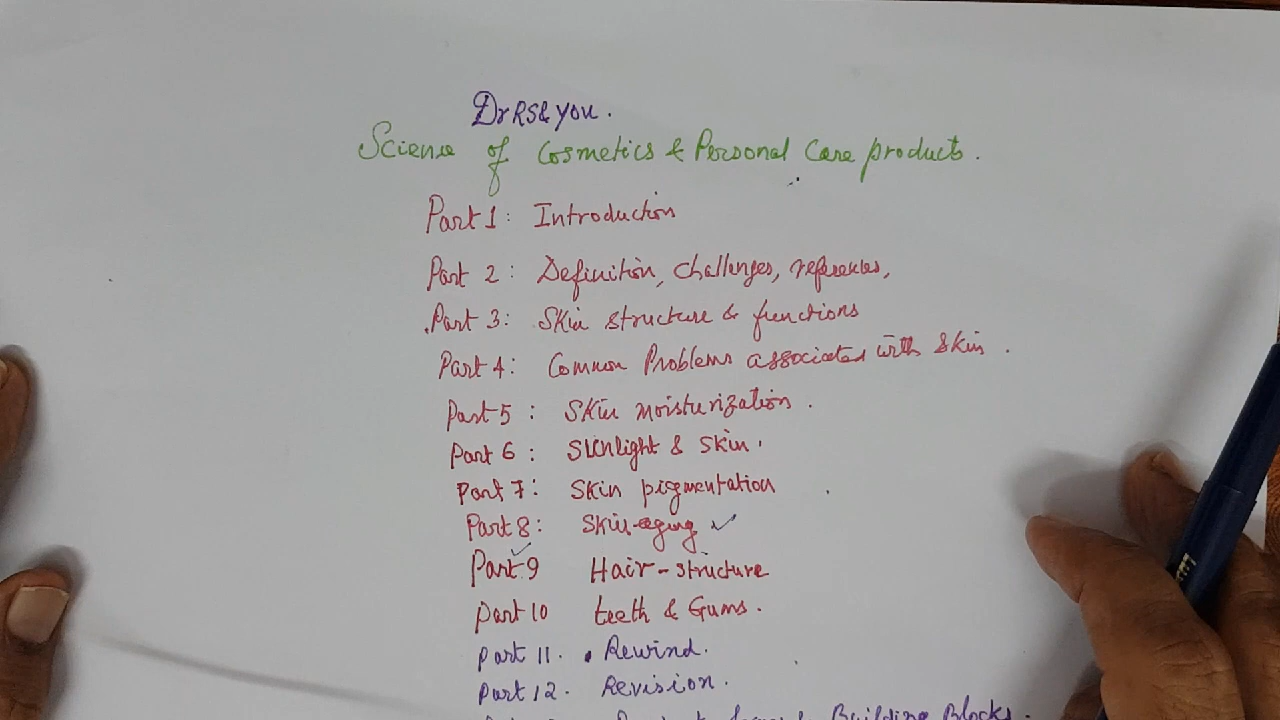 Dr RS & YOU.
Science of Cosmetics & Personal Care products.
Part 1: Introduction
Part 2: Definition, challenges, references,
Part 3: Skin structure & functions
Part 4: Common Problems associated with skin.
Part 5: Skin moisturization.
Part 6: Sunlight & skin.
Part 7: Skin pigmentation
Part 8: Skin-aging ✓
Part 9 Hair-structure
Part 10 teeth & Gums.
Part 11. Rewind.
Part 12. Revision.
Building Blocks.